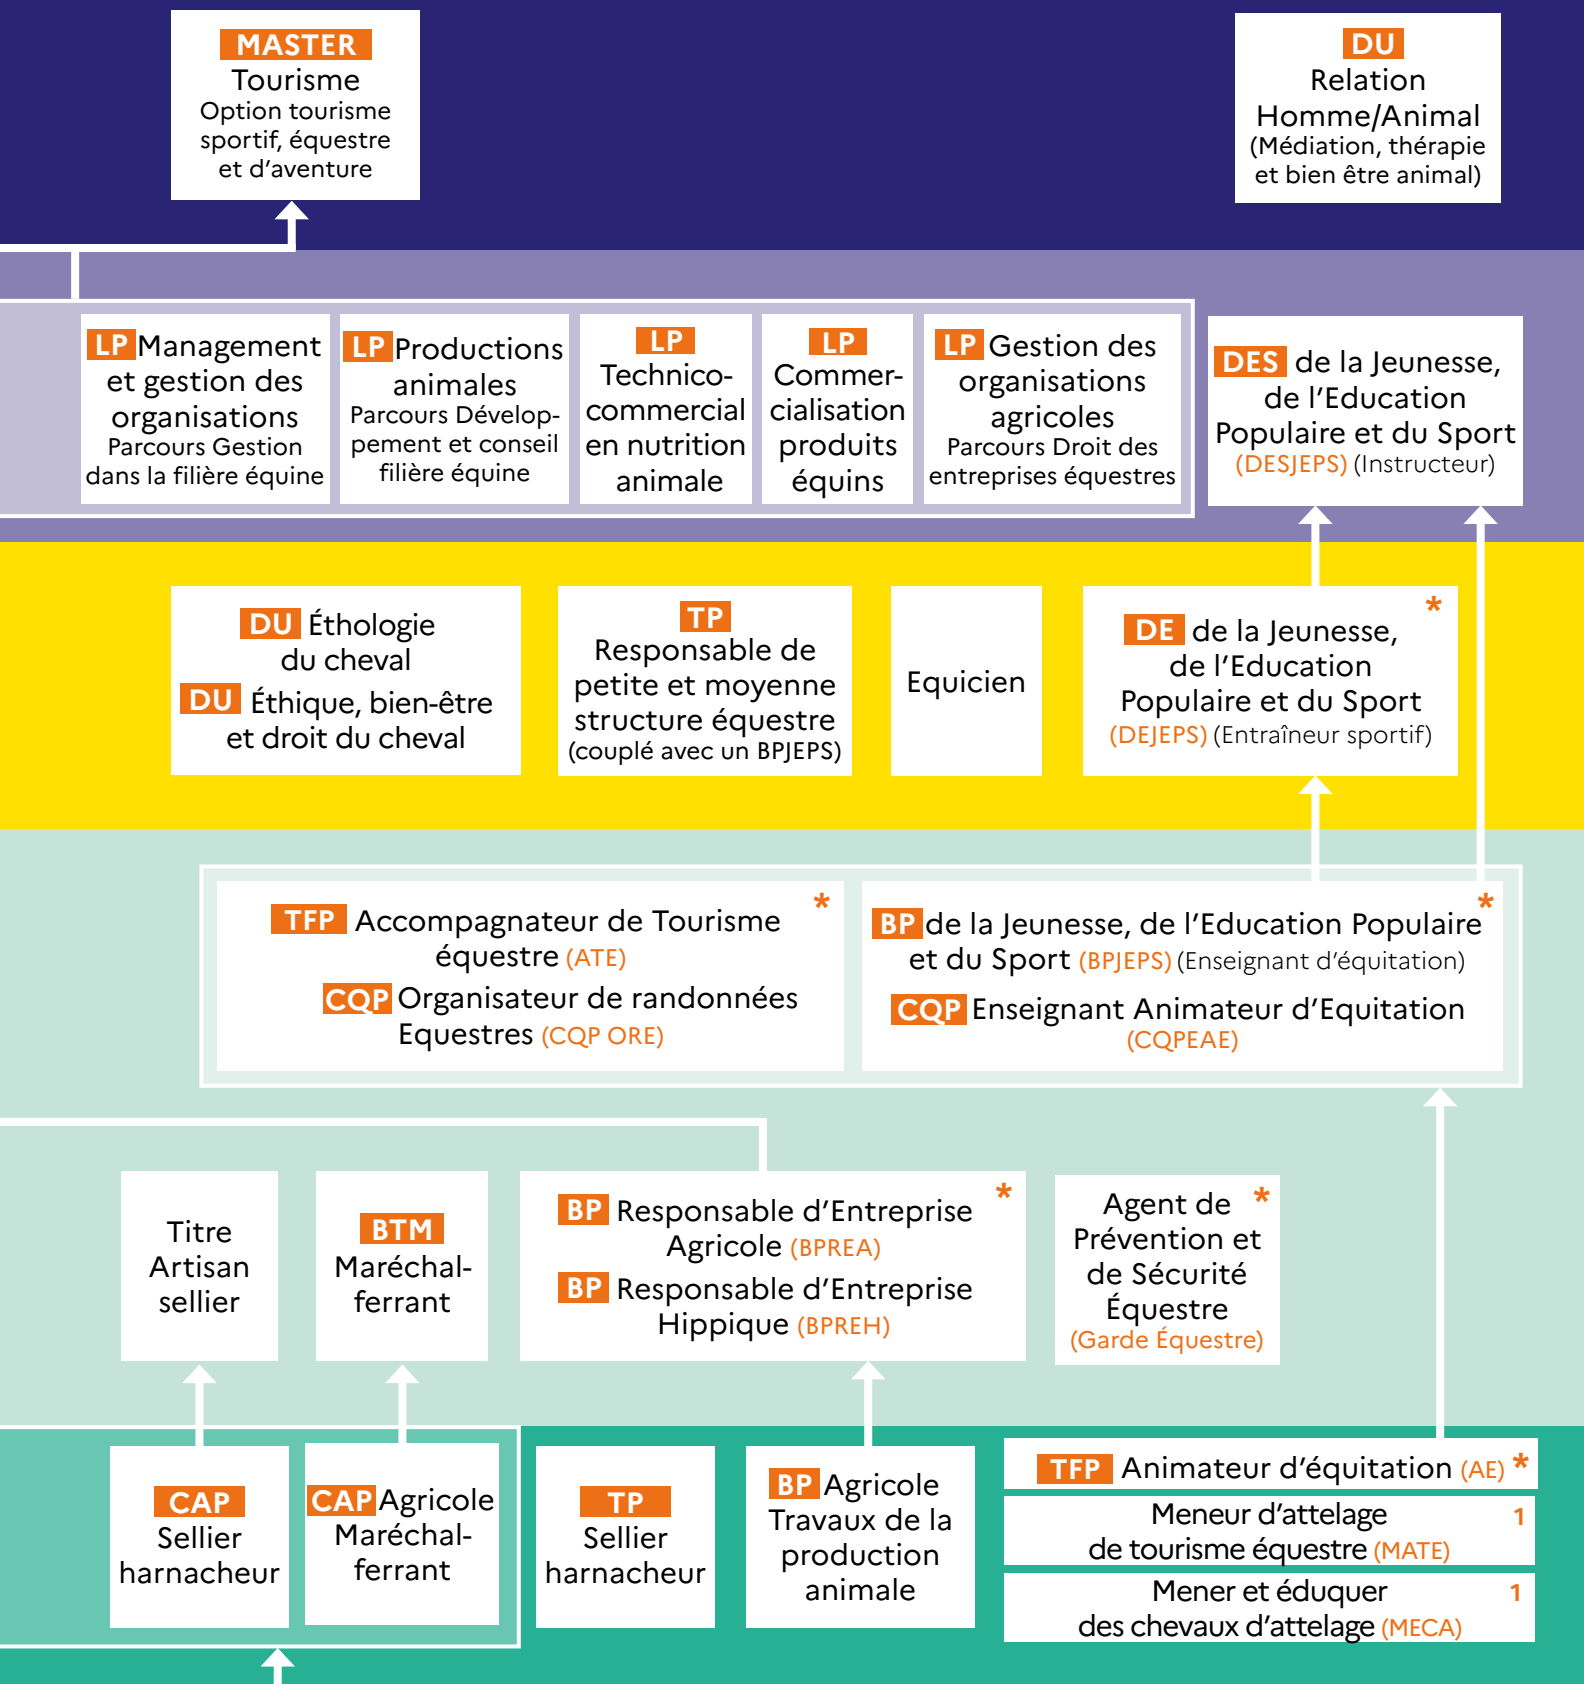 MASTER
Tourisme
Option tourisme
sportif, équestre
et d'aventure
DU
Relation
Homme/Animal
(Médiation, thérapie
et bien être animal)
LP Management
et gestion des
organisations
Parcours Gestion
dans la filière équine
LP Productions
animales
Parcours Dévelop-
pement et conseil
filière équine
LP
Technico-
commercial
en nutrition
animale
LP
Commer-
cialisation
produits
équins
LP Gestion des
organisations
agricoles
Parcours Droit des
entreprises équestres
DES de la Jeunesse,
de l'Education
Populaire et du Sport
(DESJEPS) (Instructeur)
DU Éthologie
du cheval
DU Éthique, bien-être
et droit du cheval
TP
Responsable de
petite et moyenne
structure équestre
(couplé avec un BPJEPS)
Equicien
*
DE de la Jeunesse,
de l'Education
Populaire et du Sport
(DEJEPS) (Entraîneur sportif)
TFP Accompagnateur de Tourisme *
équestre (ATE)
CQP Organisateur de randonnées
Equestres (CQP ORE)
*
BP de la Jeunesse, de l'Education Populaire
et du Sport (BPJEPS) (Enseignant d'équitation)
CQP Enseignant Animateur d'Equitation
(CQPEAE)
Titre
Artisan
sellier
BTM
Maréchal-
ferrant
*
BP Responsable d'Entreprise
Agricole (BPREA)
BP Responsable d'Entreprise
Hippique (BPREH)
Agent de *
Prévention et
de Sécurité
Équestre
(Garde Équestre)
CAP
Sellier
harnacheur
CAP Agricole
Maréchal-
ferrant
TP
Sellier
harnacheur
BP Agricole
Travaux de la
production
animale
TFP Animateur d'équitation (AE) *
Meneur d'attelage 1
de tourisme équestre (MATE)
Mener et éduquer 1
des chevaux d'attelage (MECA)